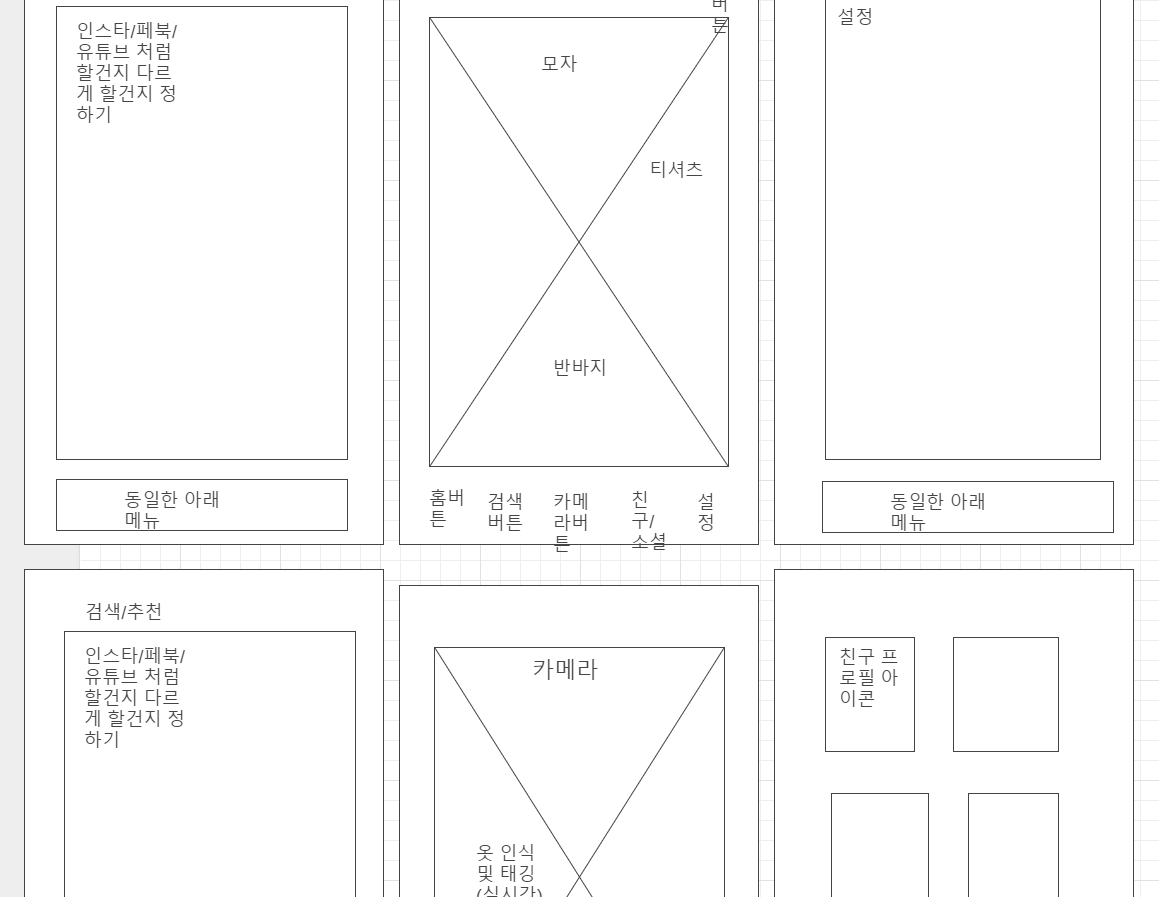 인스타/페북/
유튜브 처럼
할건지 다르
게 할건지 정
하기
동일한 아래
메뉴
버
튼
모자
티셔츠
반바지
홈버
튼
검색
버튼
카메
라버
튼
친
구/
소셜
설
정
설정
동일한 아래
메뉴
검색/추천
인스타/페북/
유튜브 처럼
할건지 다르
게 할건지 정
하기
카메라
옷 인식
및 태깅
(실시간)
친구 프
로필 아
이콘